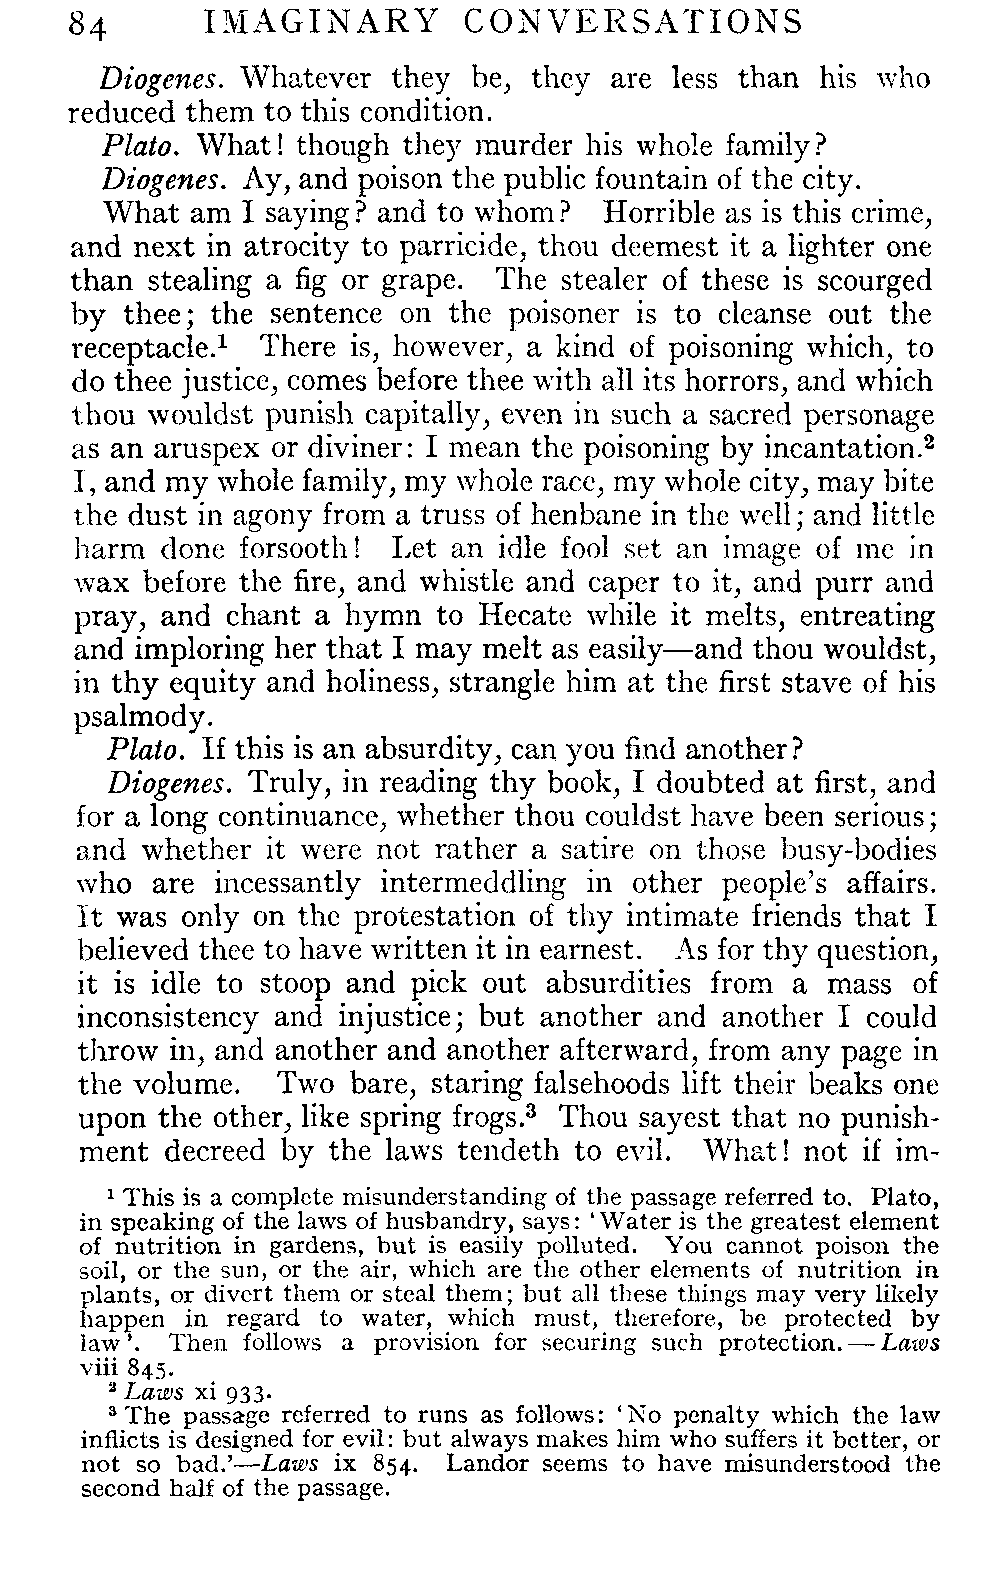 84 IMAGINARY CONVERSATIONS
Diogenes. Whatever they be, they are less than his who
reduced them to this condition.
Plato. What! though they murder his whole family?
Diogenes. Ay, and poison the public fountain of the city.
What am I saying? and to whom? Horrible as is this crime,
and next in atrocity to parricide, thou deemest it a lighter one
than stealing a fig or grape. The stealer of these is scourged
by thee; the sentence on the poisoner is to cleanse out the
receptacle.¹ There is, however, a kind of poisoning which, to
do thee justice, comes before thee with all its horrors, and which
thou wouldst punish capitally, even in such a sacred personage
as an aruspex or diviner: I mean the poisoning by incantation.²
I, and my whole family, my whole race, my whole city, may bite
the dust in agony from a truss of henbane in the well; and little
harm done forsooth! Let an idle fool set an image of me in
wax before the fire, and whistle and caper to it, and purr and
pray, and chant a hymn to Hecate while it melts, entreating
and imploring her that I may melt as easily—and thou wouldst,
in thy equity and holiness, strangle him at the first stave of his
psalmody.
Plato. If this is an absurdity, can you find another?
Diogenes. Truly, in reading thy book, I doubted at first, and
for a long continuance, whether thou couldst have been serious;
and whether it were not rather a satire on those busy-bodies
who are incessantly intermeddling in other people's affairs.
It was only on the protestation of thy intimate friends that I
believed thee to have written it in earnest. As for thy question,
it is idle to stoop and pick out absurdities from a mass of
inconsistency and injustice; but another and another I could
throw in, and another and another afterward, from any page in
the volume. Two bare, staring falsehoods lift their beaks one
upon the other, like spring frogs.³ Thou sayest that no punish-
ment decreed by the laws tendeth to evil. What! not if im-
¹ This is a complete misunderstanding of the passage referred to. Plato,
in speaking of the laws of husbandry, says: 'Water is the greatest element
of nutrition in gardens, but is easily polluted. You cannot poison the
soil, or the sun, or the air, which are the other elements of nutrition in
plants, or divert them or steal them; but all these things may very likely
happen in regard to water, which must, therefore, be protected by
law'. Then follows a provision for securing such protection.—Laws
viii 845.
² Laws xi 933.
³ The passage referred to runs as follows: 'No penalty which the law
inflicts is designed for evil: but always makes him who suffers it better, or
not so bad.'—Laws ix 854. Landor seems to have misunderstood the
second half of the passage.